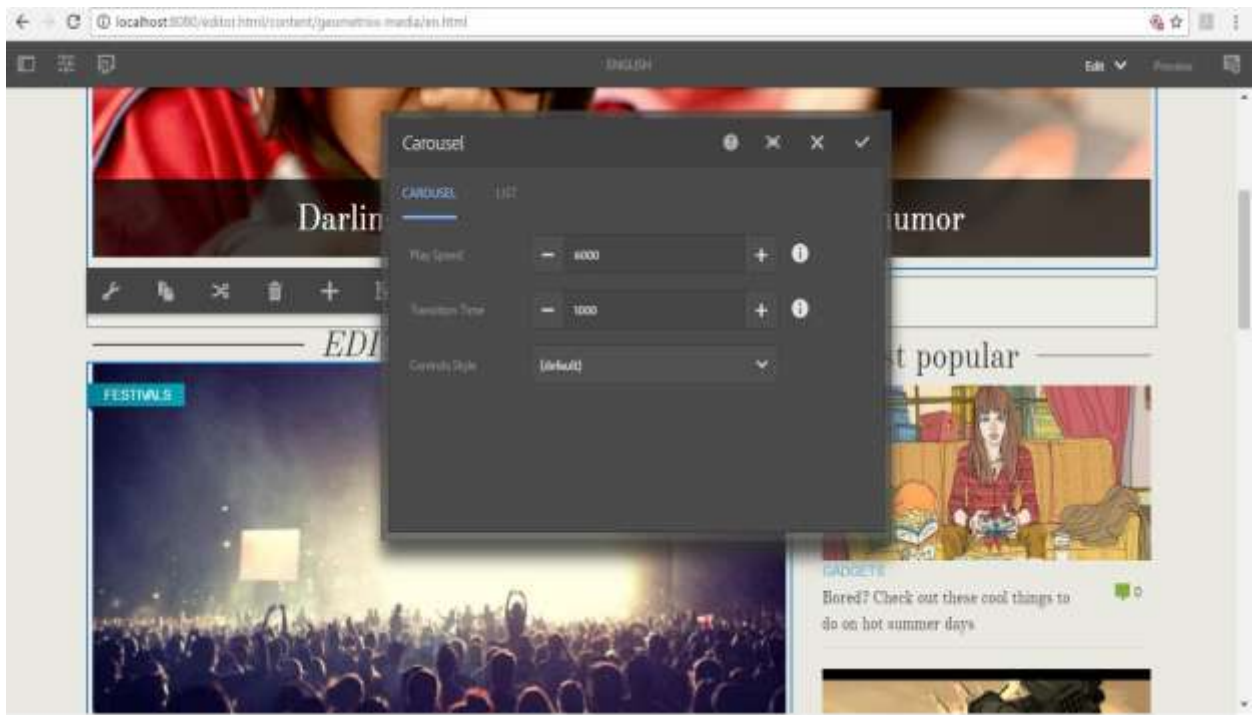 localhost:8080/editor.html/content/geometrixx-media/en.html
ENGLISH
Edit
Preview
Carousel
CAROUSEL LIST
Darlin
umor
Play Speed 6000
Transition Time 1000
Controls Style (default)
EDI
t popular
FESTIVALS
GADGETS
Bored? Check out these cool things to
do on hot summer days
0